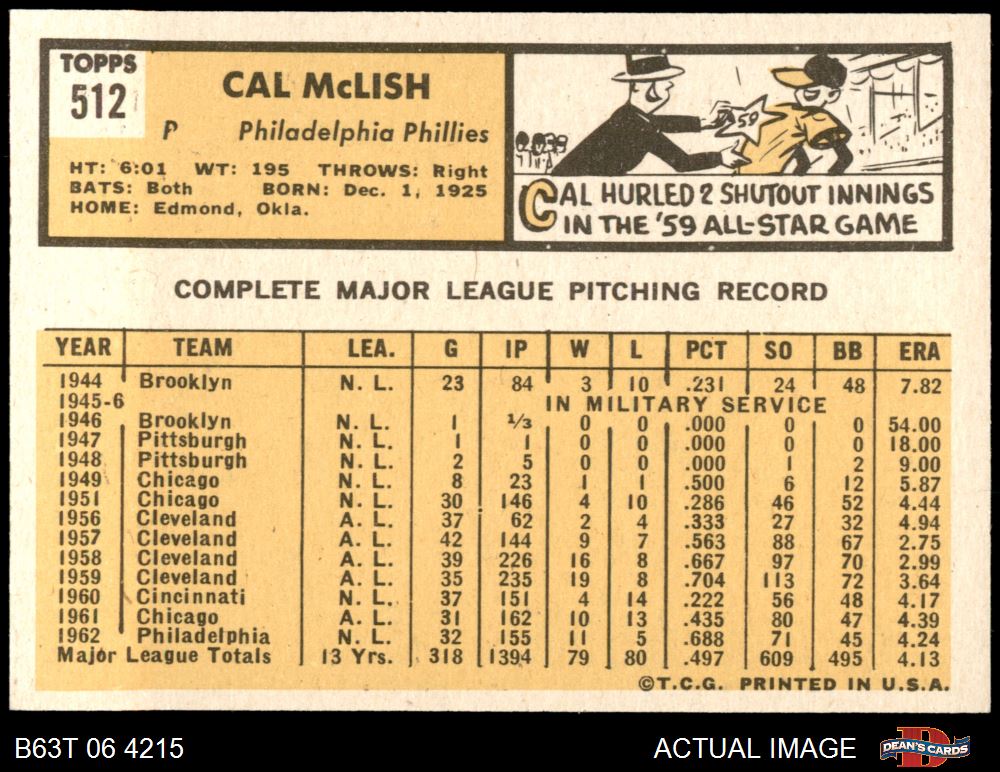 TOPPS
512
CAL McLISH
P Philadelphia Phillies
HT: 6:01 WT: 195 THROWS: Right
BATS: Both BORN: Dec. 1, 1925
HOME: Edmond, Okla.
59
CAL HURLED 2 SHUTOUT INNINGS
IN THE '59 ALL-STAR GAME
COMPLETE MAJOR LEAGUE PITCHING RECORD
YEAR TEAM LEA. G IP W L PCT SO BB ERA
1944 Brooklyn N. L. 23 84 3 10 .231 24 48 7.82
1945-6 IN MILITARY SERVICE
1946 Brooklyn N. L. 1 1/3 0 0 .000 0 0 54.00
1947 Pittsburgh N. L. 1 1 0 0 .000 0 0 18.00
1948 Pittsburgh N. L. 2 5 0 0 .000 1 2 9.00
1949 Chicago N. L. 8 23 1 1 .500 6 12 5.87
1951 Chicago N. L. 30 146 4 10 .286 46 52 4.44
1956 Cleveland A. L. 37 62 2 4 .333 27 32 4.94
1957 Cleveland A. L. 42 144 9 7 .563 88 67 2.75
1958 Cleveland A. L. 39 226 16 8 .667 97 70 2.99
1959 Cleveland A. L. 35 235 19 8 .704 113 72 3.64
1960 Cincinnati N. L. 37 151 4 14 .222 56 48 4.17
1961 Chicago A. L. 31 162 10 13 .435 80 47 4.39
1962 Philadelphia N. L. 32 155 11 5 .688 71 45 4.24
Major League Totals 13 Yrs. 318 1394 79 80 .497 609 495 4.13
©T.C.G. PRINTED IN U.S.A.
B63T 06 4215 ACTUAL IMAGE D DEAN'S CARDS